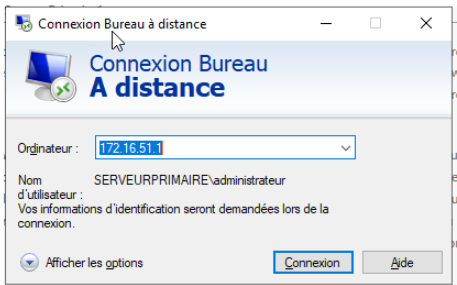 Connexion Bureau à distance
Connexion Bureau
A distance
Ordinateur :
172.16.51.1
Nom
d'utilisateur :
SERVEURPRIMAIRE\administrateur
Vos informations d'identification seront demandées lors de la
connexion.
Afficher les options
Connexion
Aide